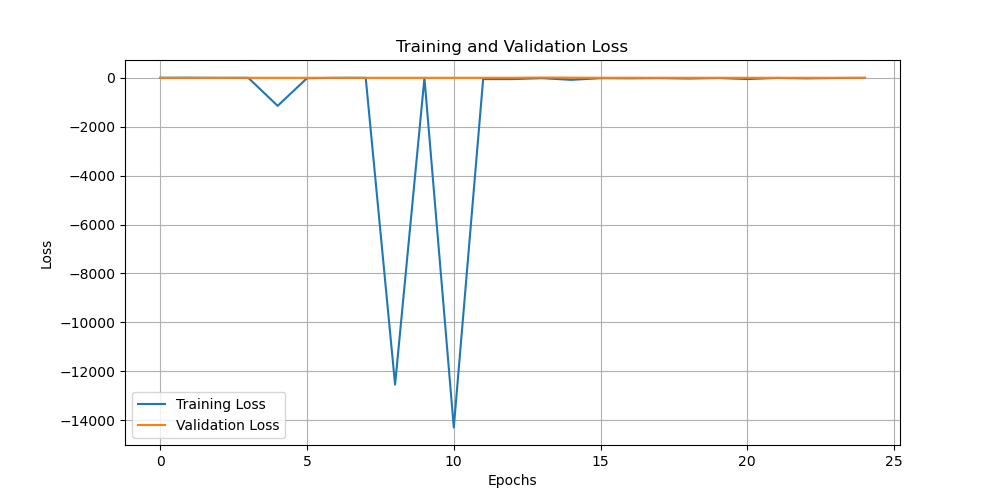 Training and Validation Loss
0
−2000
−4000
−6000
−8000
−10000
−12000
−14000
Loss
Training Loss
Validation Loss
0 5 10 15 20 25
Epochs